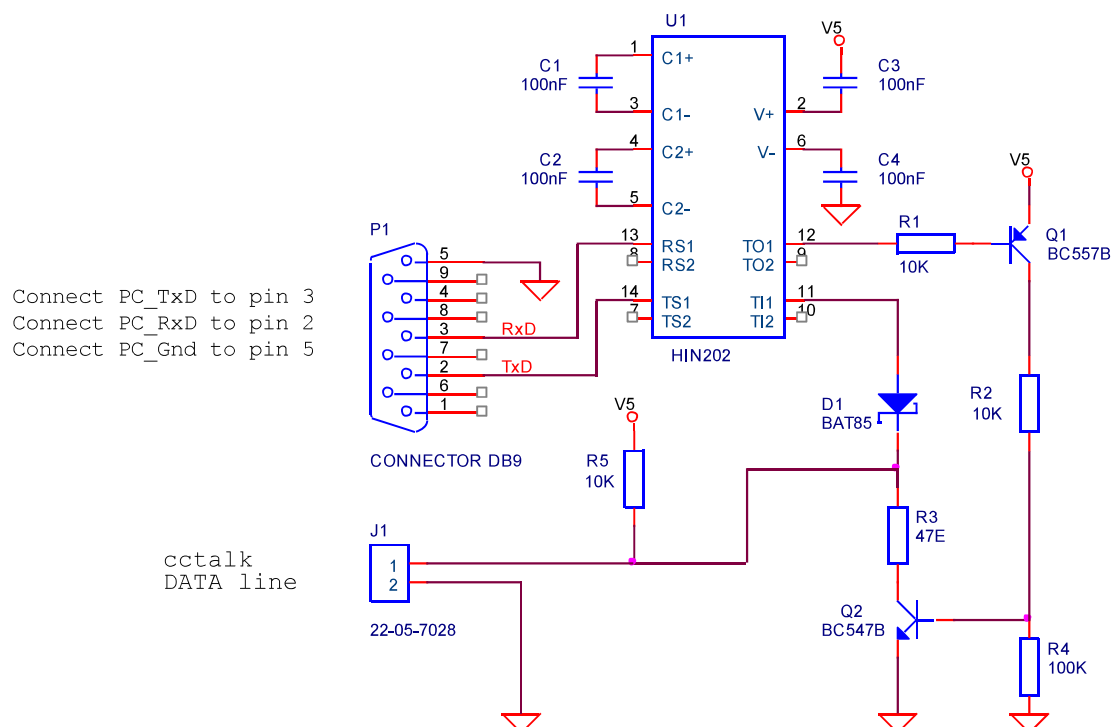 U1
V5
C1
100nF
1
C1+
3
C1-
C3
100nF
2
V+
C2
100nF
4
C2+
5
C2-
6
V-
C4
100nF
V5
P1
13
RS1
8
RS2
TO1
12
TO2
9
R1
10K
Q1
BC557B
14
TS1
7
TS2
TI1
11
TI2
10
HIN202
5
9
4
8
3
7
2
6
1
RxD
TxD
Connect PC_TxD to pin 3
Connect PC_RxD to pin 2
Connect PC_Gnd to pin 5
CONNECTOR DB9
V5
R5
10K
D1
BAT85
R2
10K
R3
47E
J1
1
2
22-05-7028
cctalk
DATA line
Q2
BC547B
R4
100K